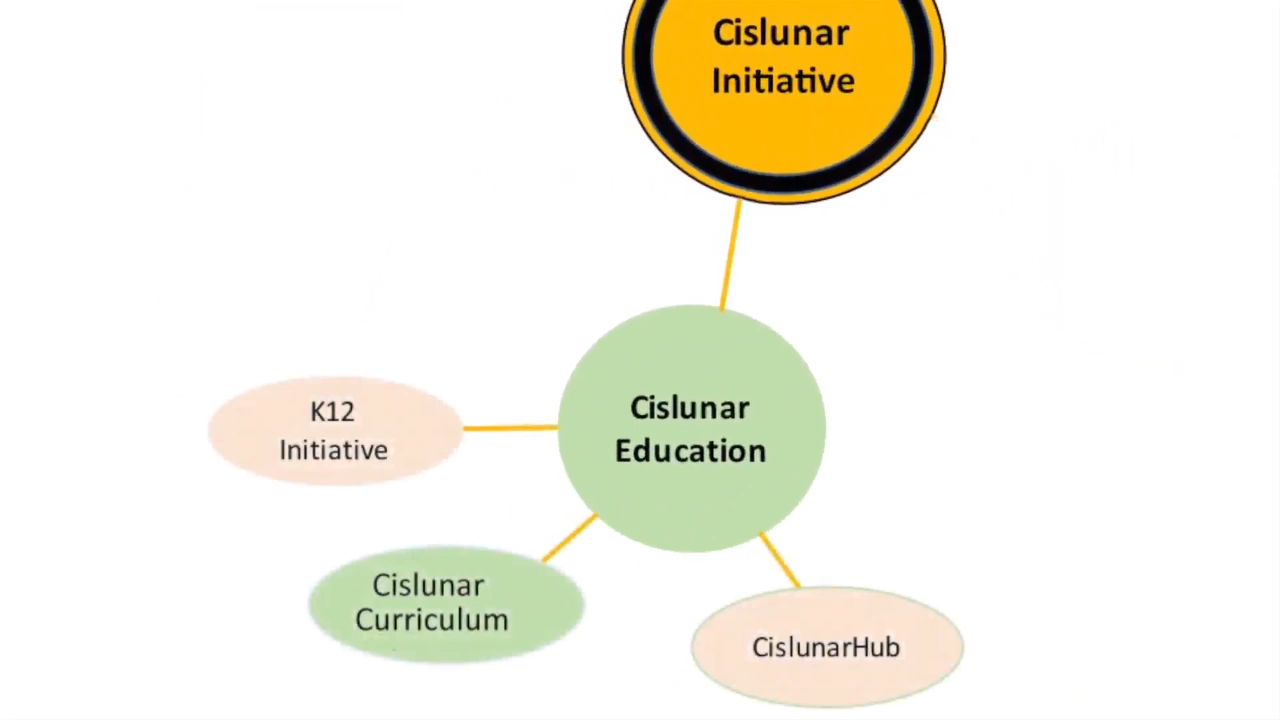 Cislunar
Initiative
Cislunar
Education
K12
Initiative
Cislunar
Curriculum
CislunarHub